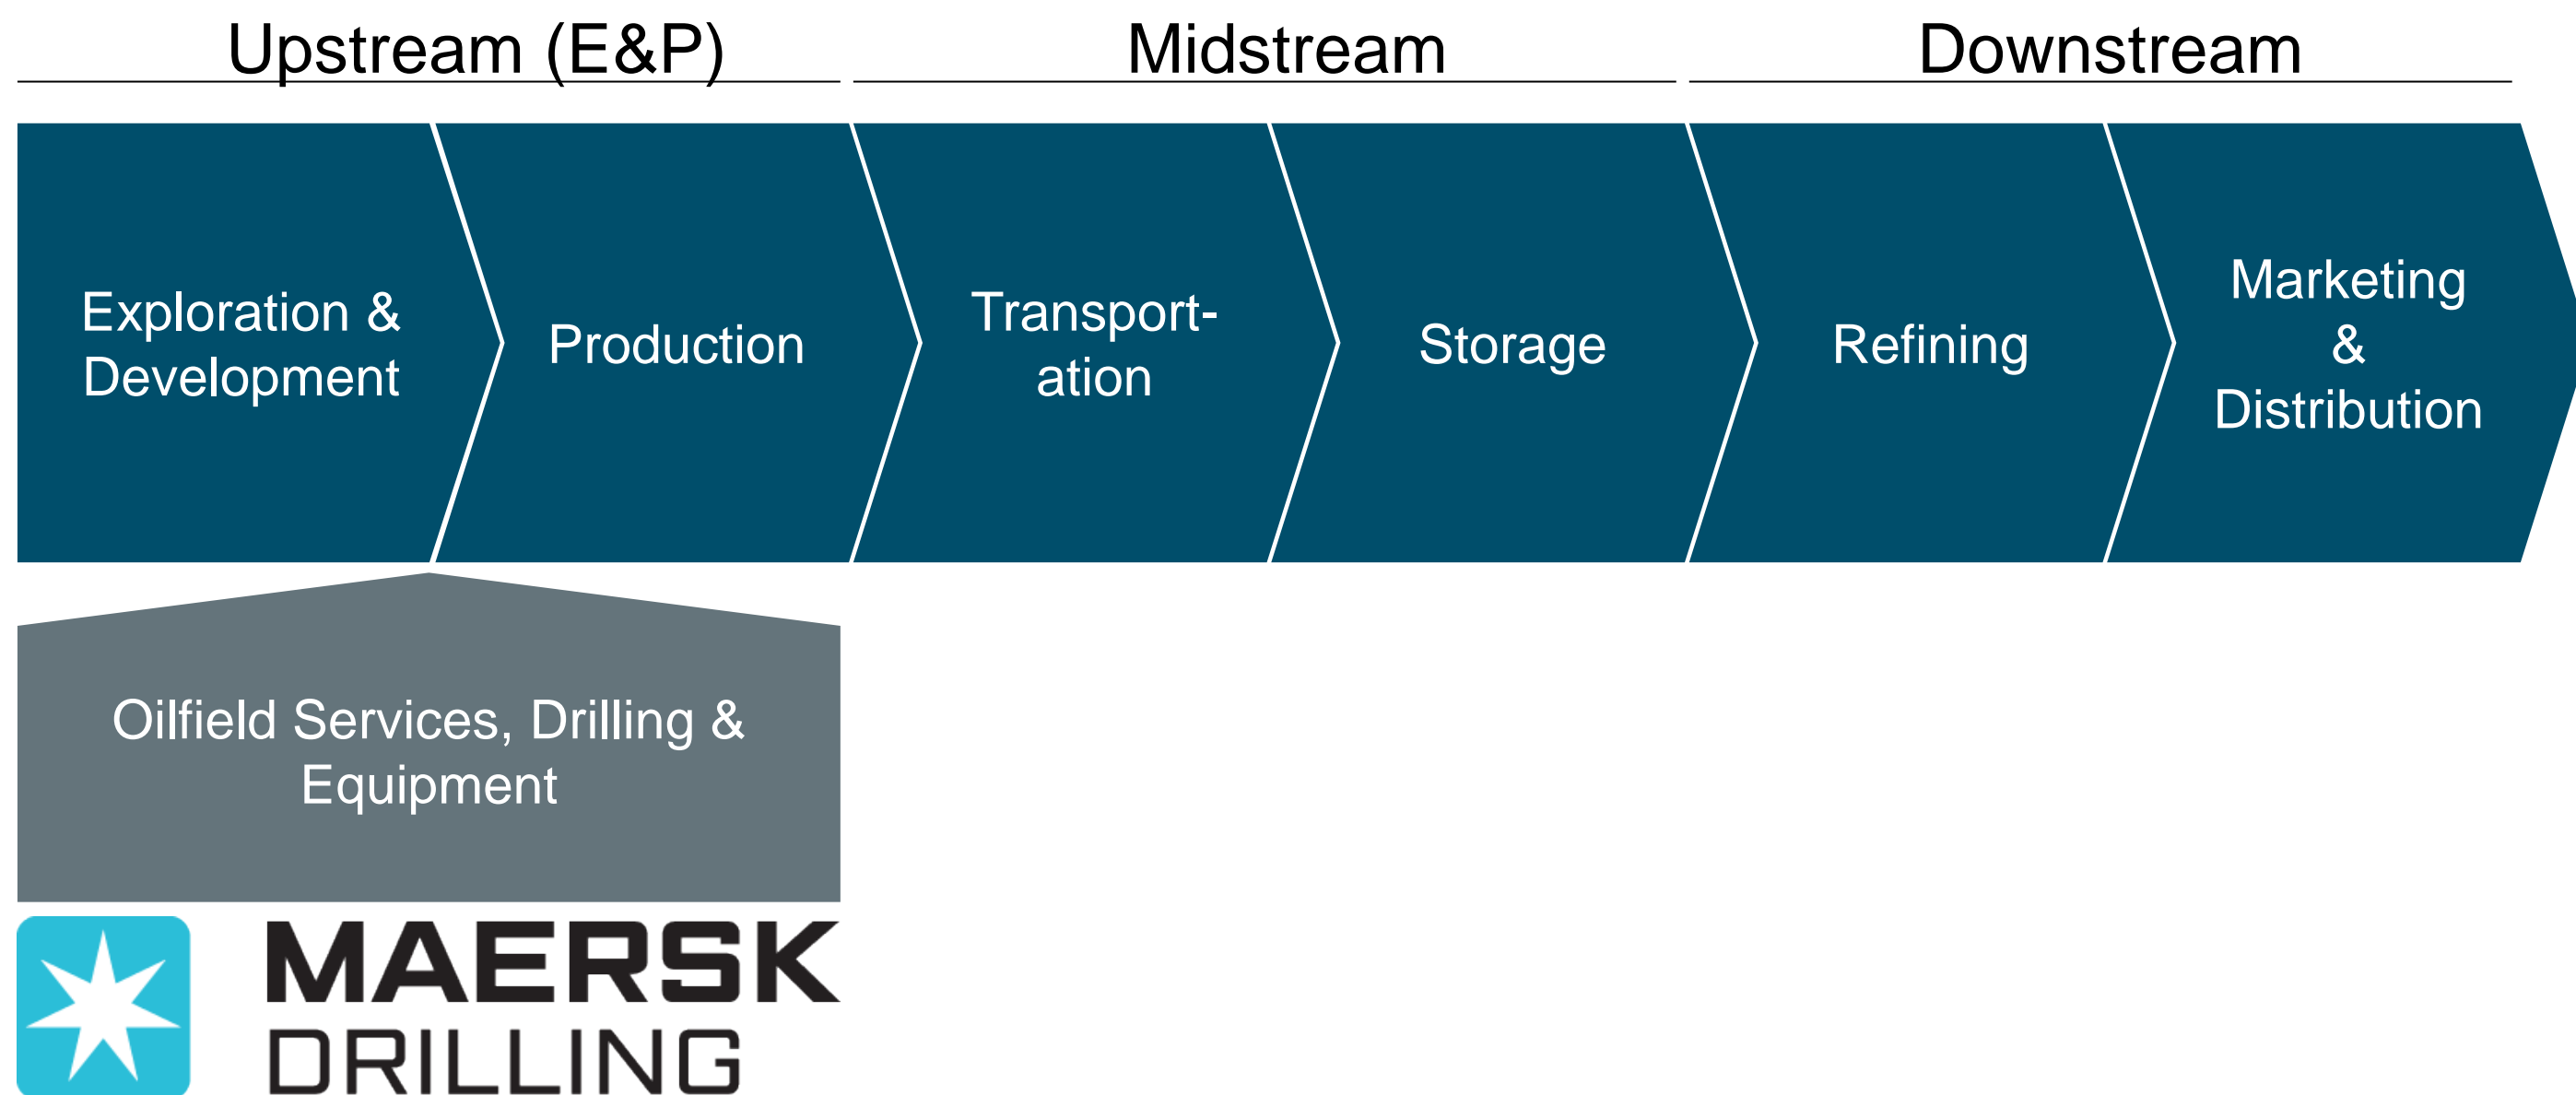 Upstream (E&P)
Midstream
Downstream
Exploration &
Development
Production
Transport-
ation
Storage
Refining
Marketing
&
Distribution
Oilfield Services, Drilling &
Equipment
MAERSK
DRILLING